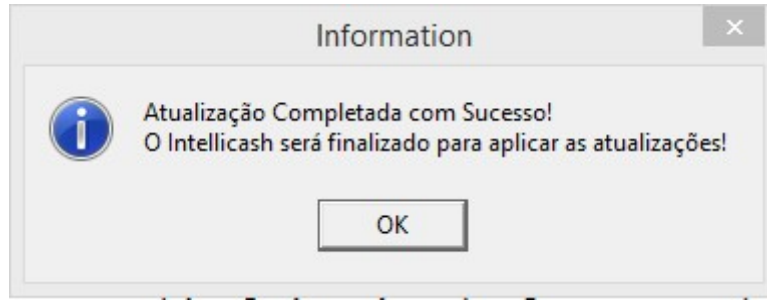 Information
Atualização Completada com Sucesso!
O Intellicash será finalizado para aplicar as atualizações!
OK